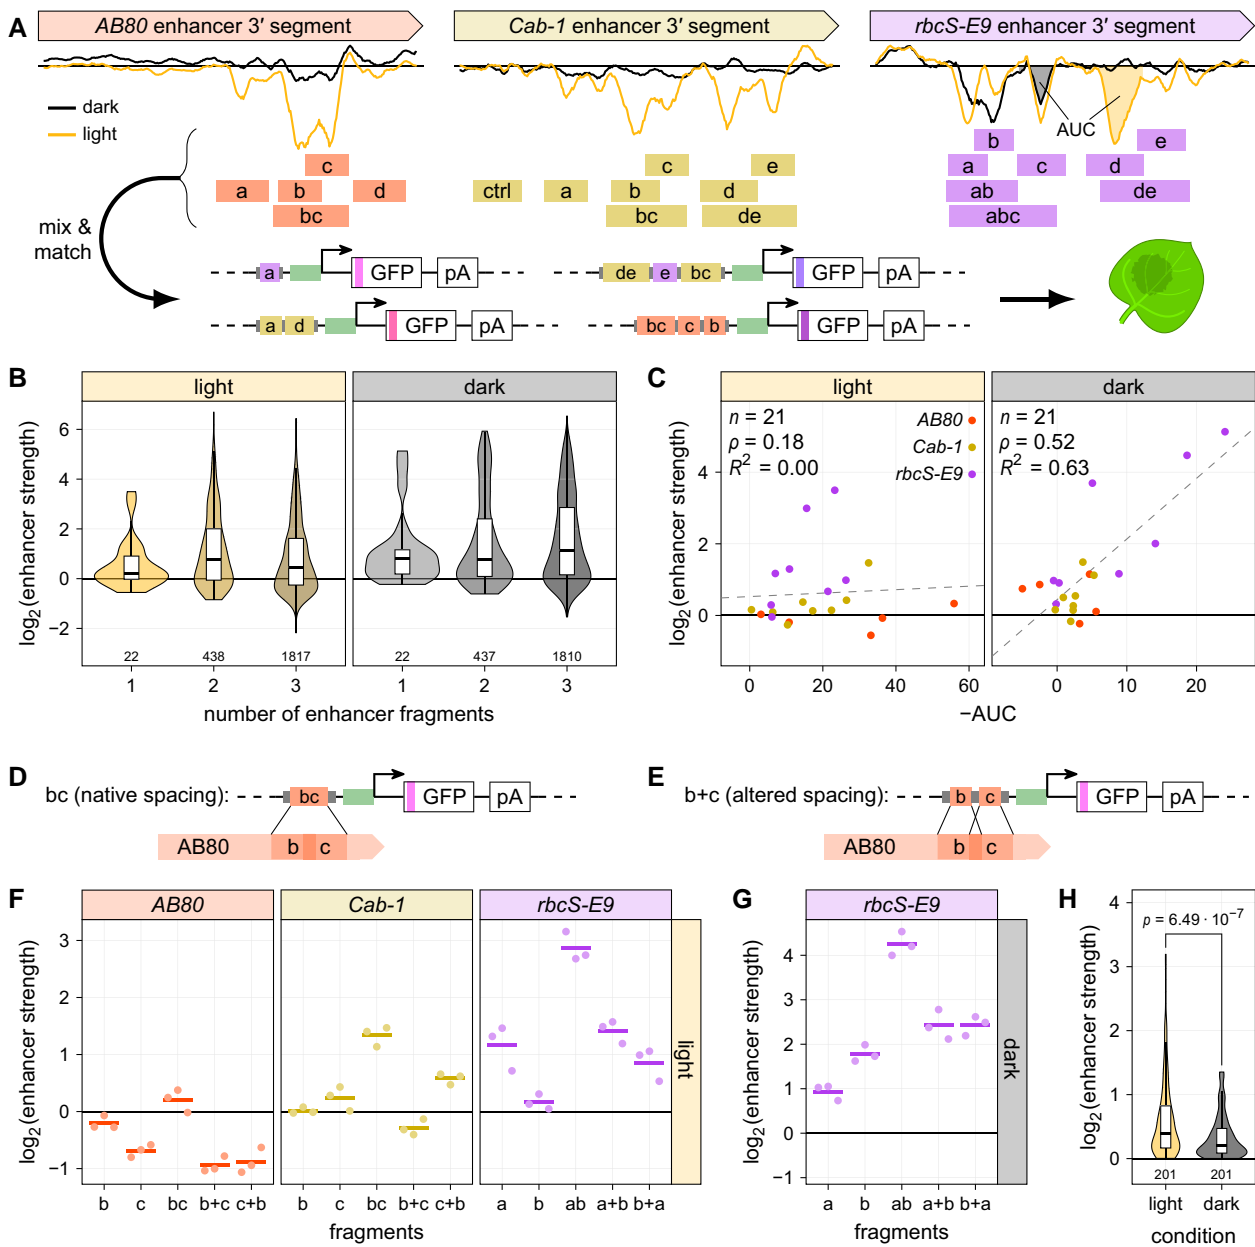 A
AB80 enhancer 3′ segment
Cab-1 enhancer 3′ segment
rbcS-E9 enhancer 3′ segment
dark
light
AUC
c
a b d
bc
c e
ctrl a b d
bc de
b e
a c d
ab de
abc
mix &
match
a GFP pA
de e bc GFP pA
a d GFP pA
bc c b GFP pA
B
light dark
log2(enhancer strength)
6
4
2
0
−2
22 438 1817 22 437 1810
1 2 3 1 2 3
number of enhancer fragments
C
light dark
log2(enhancer strength)
n = 21
ρ = 0.18
R2 = 0.00
AB80
Cab-1
rbcS-E9
n = 21
ρ = 0.52
R2 = 0.63
4
2
0
0 20 40 60 0 10 20
−AUC
D
bc (native spacing):
bc GFP pA
AB80 b c
E
b+c (altered spacing):
b c GFP pA
AB80 b c
F
AB80 Cab-1 rbcS-E9
light
log2(enhancer strength)
3
2
1
0
−1
b c bc b+c c+b b c bc b+c c+b a b ab a+b b+a
fragments
G
rbcS-E9
dark
log2(enhancer strength)
4
3
2
1
0
−1
a b ab a+b b+a
fragments
H
log2(enhancer strength)
p = 6.49 · 10−7
4
3
2
1
0
201 201
light dark
condition